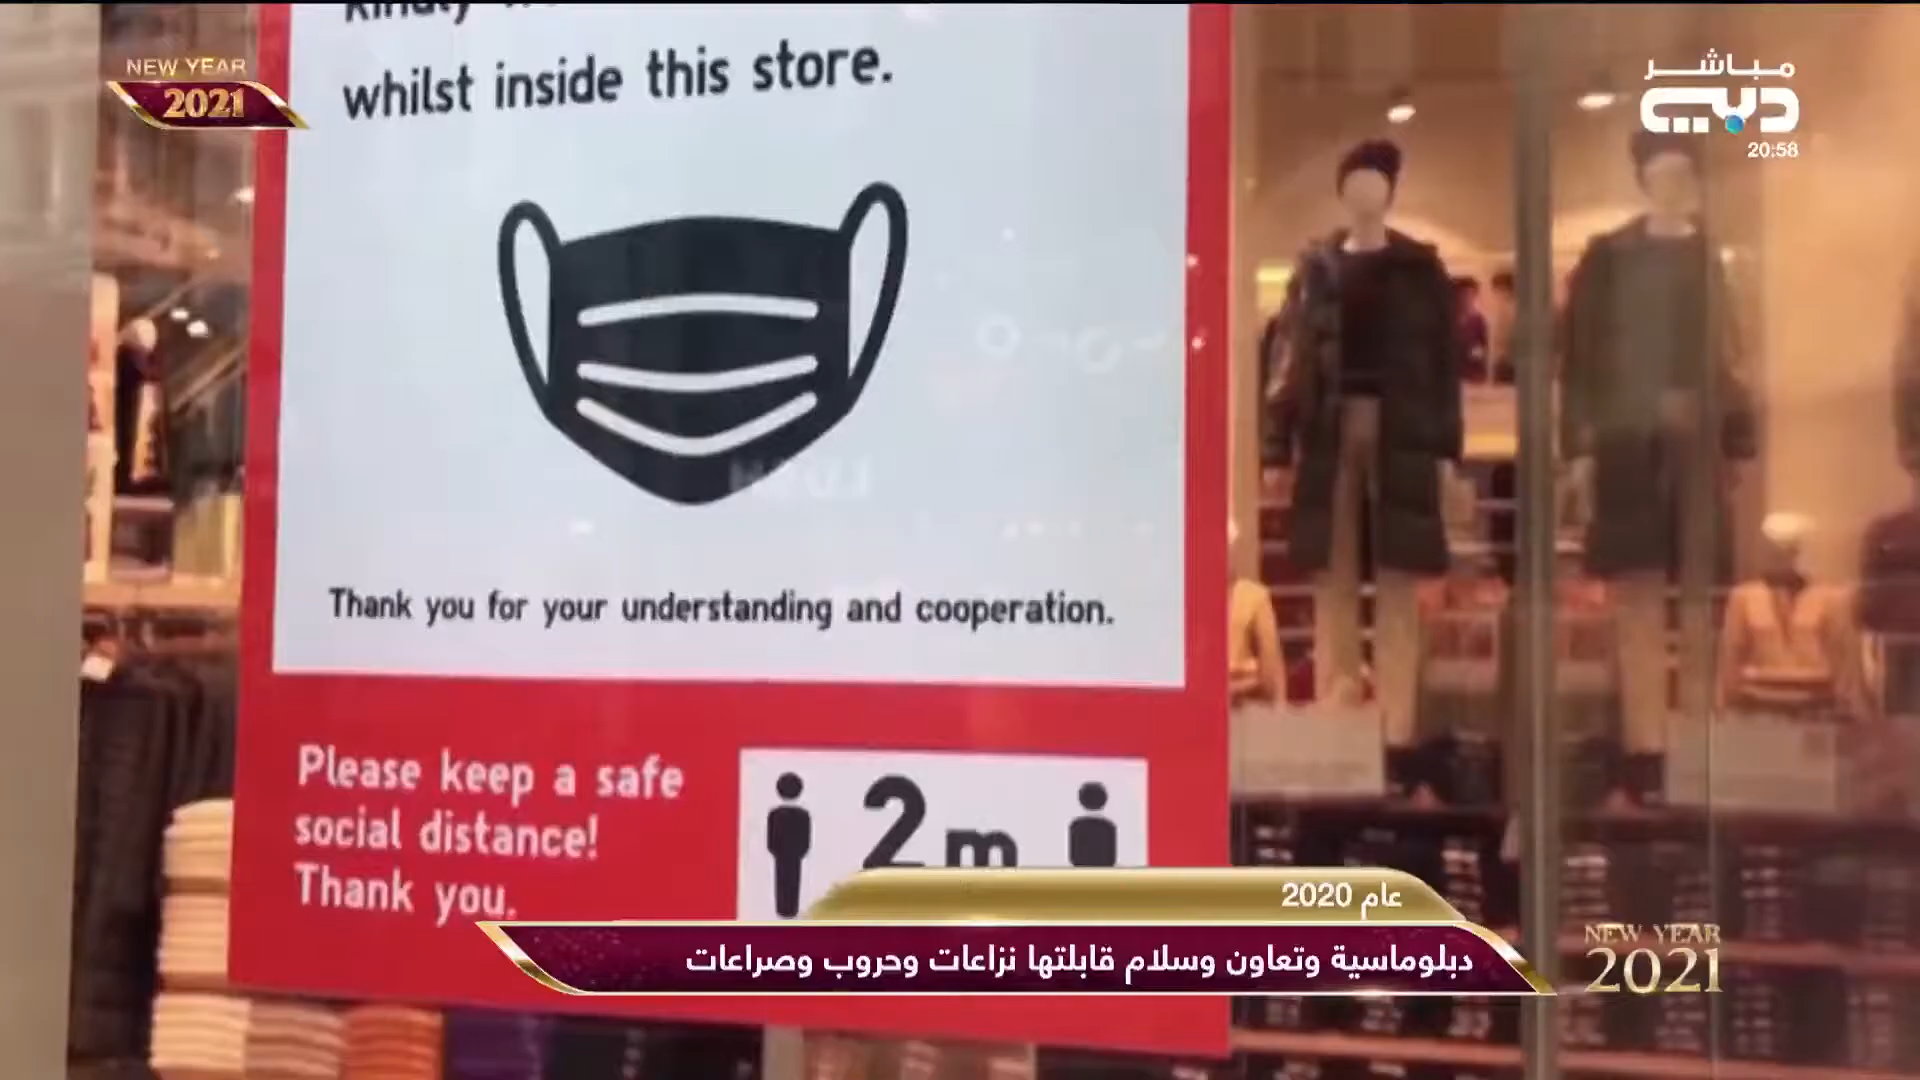 NEW YEAR
2021
مباشر
دبي
20:58
Kindly
whilst inside this store.
Thank you for your understanding and cooperation.
Please keep a safe
social distance!
Thank you.
2m
عام 2020
دبلوماسية وتعاون وسلام قابلتها نزاعات وحروب وصراعات
NEW YEAR
2021